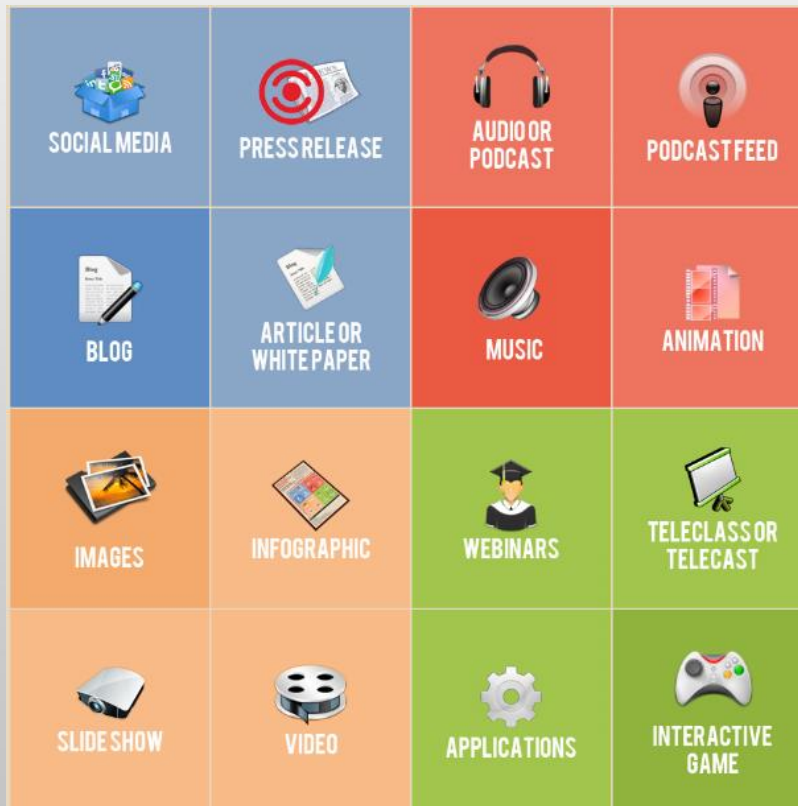 SOCIAL MEDIA
PRESS RELEASE
AUDIO OR
PODCAST
PODCAST FEED
BLOG
ARTICLE OR
WHITE PAPER
MUSIC
ANIMATION
IMAGES
INFOGRAPHIC
WEBINARS
TELECLASS OR
TELECAST
SLIDE SHOW
VIDEO
APPLICATIONS
INTERACTIVE
GAME